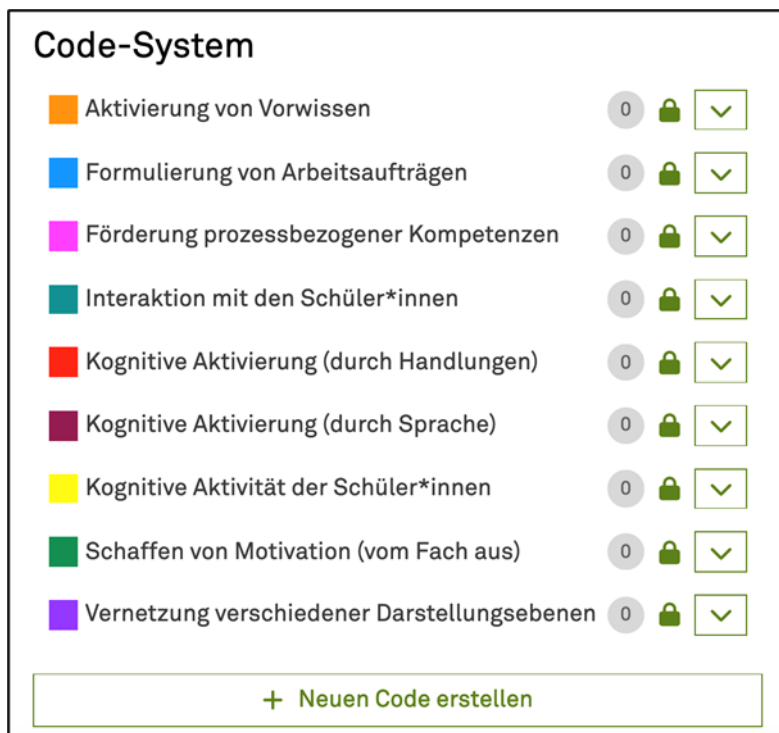 Code-System
Aktivierung von Vorwissen 0
Formulierung von Arbeitsaufträgen 0
Förderung prozessbezogener Kompetenzen 0
Interaktion mit den Schüler*innen 0
Kognitive Aktivierung (durch Handlungen) 0
Kognitive Aktivierung (durch Sprache) 0
Kognitive Aktivität der Schüler*innen 0
Schaffen von Motivation (vom Fach aus) 0
Vernetzung verschiedener Darstellungsebenen 0
+ Neuen Code erstellen